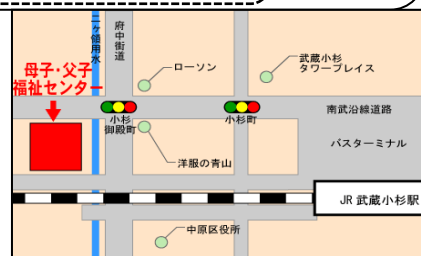 二ヶ領用水
府中街道
母子・父子
福祉センター
ローソン
武蔵小杉
タワープレイス
小杉
御殿町
小杉町
南武沿線道路
バスターミナル
洋服の青山
JR 武蔵小杉駅
中原区役所